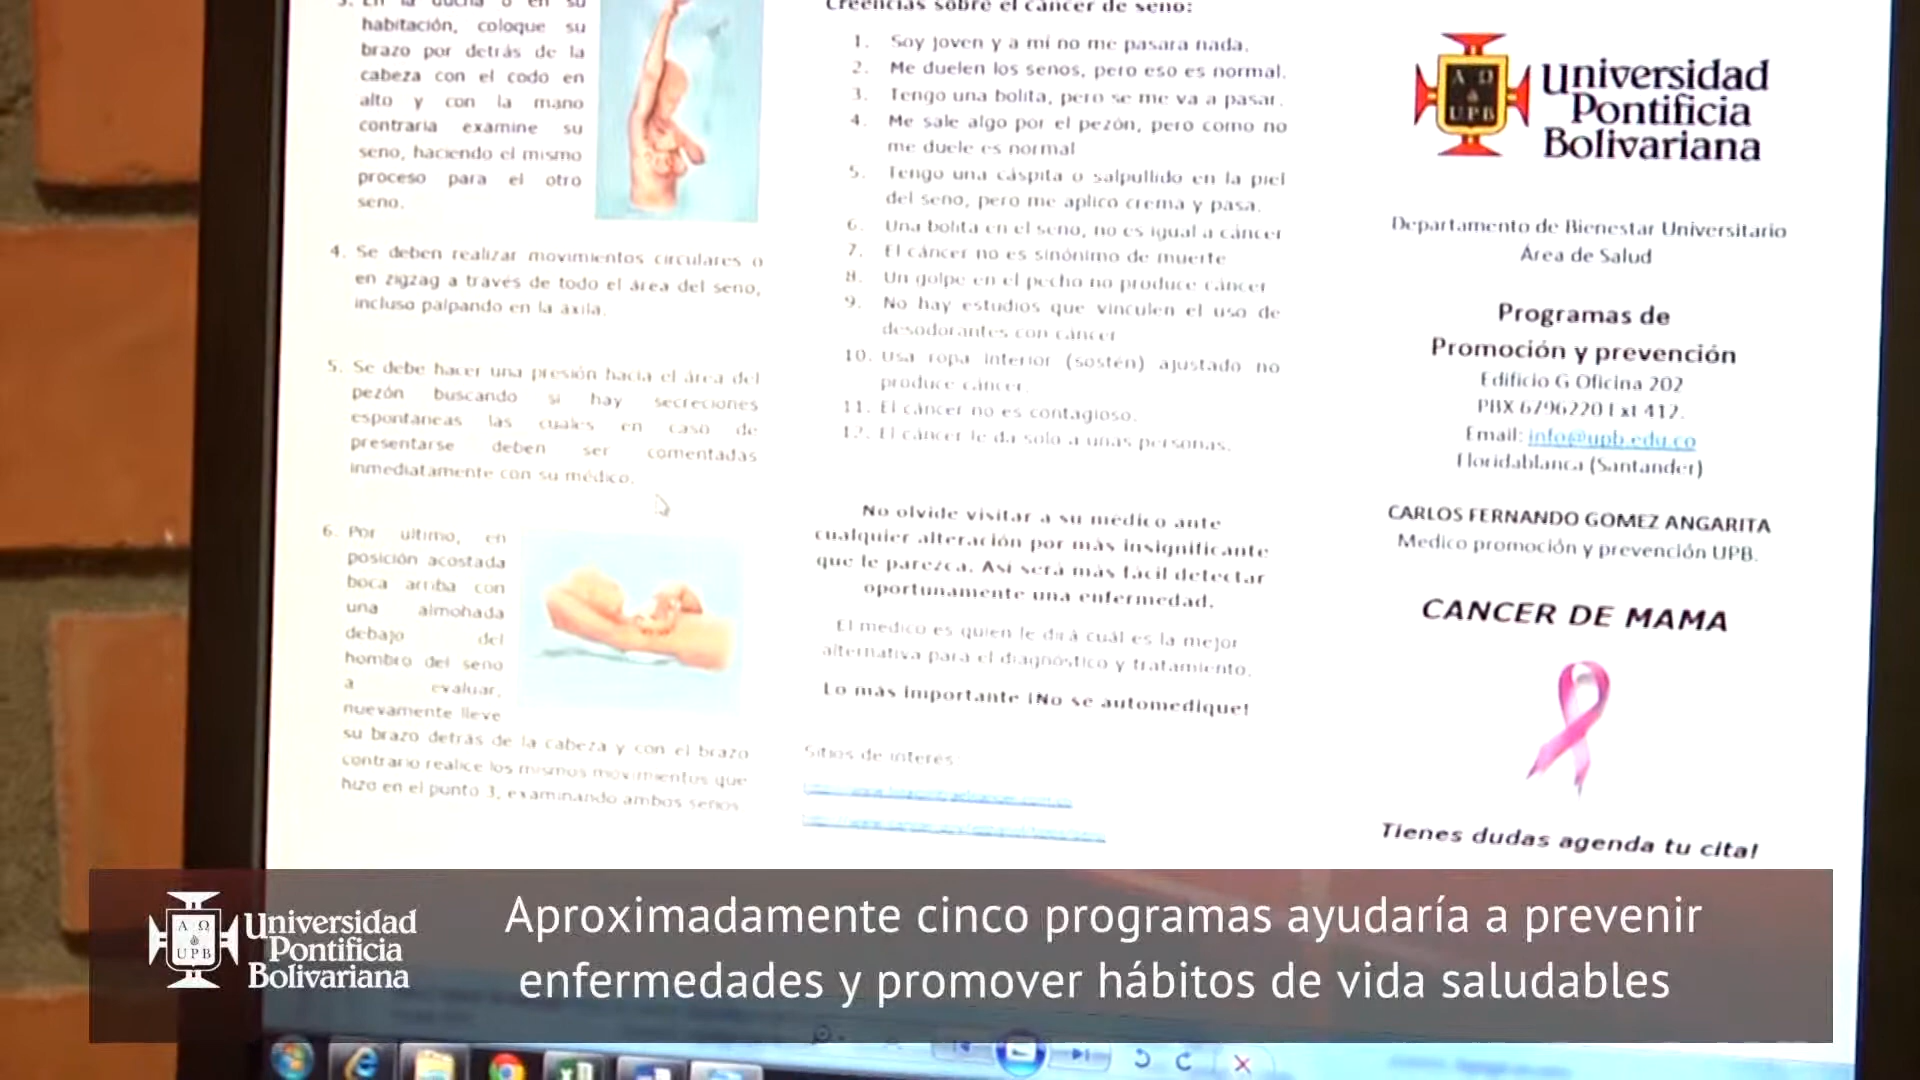 3. En la ducha o en su
habitación, coloque su
brazo por detrás de la
cabeza con el codo en
alto y con la mano
contraria examine su
seno, haciendo el mismo
proceso para el otro
seno.
4. Se deben realizar movimientos circulares o
en zigzag a través de todo el área del seno,
incluso palpando en la axila.
5. Se debe hacer una presión hacia el área del
pezón buscando si hay secreciones
espontaneas las cuales en caso de
presentarse deben ser comentadas
inmediatamente con su médico.
6. Por ultimo, en
posición acostada
boca arriba con
una almohada
debajo del
hombro del seno
a evaluar,
nuevamente lleve
su brazo detrás de la cabeza y con el brazo
contrario realice los mismos movimientos que
hizo en el punto 3, examinando ambos senos
Creencias sobre el cáncer de seno:
1. Soy joven y a mí no me pasara nada.
2. Me duelen los senos, pero eso es normal.
3. Tengo una bolita, pero se me va a pasar.
4. Me sale algo por el pezón, pero como no
me duele es normal
5. Tengo una cáspita o salpullido en la piel
del seno, pero me aplico crema y pasa.
6. Una bolita en el seno, no es igual a cáncer
7. El cáncer no es sinónimo de muerte
8. Un golpe en el pecho no produce cáncer
9. No hay estudios que vinculen el uso de
desodorantes con cáncer
10. Usa ropa interior (sostén) ajustado no
produce cáncer.
11. El cáncer no es contagioso.
12. El cáncer le da solo a unas personas.
No olvide visitar a su médico ante
cualquier alteración por más insignificante
que le parezca. Así será más fácil detectar
oportunamente una enfermedad.
El medico es quien le dirá cuál es la mejor
alternativa para el diagnóstico y tratamiento.
Lo más importante ¡No se automedique!
Sitios de interés:
Α Ω
UPB
Universidad
Pontificia
Bolivariana
Departamento de Bienestar Universitario
Área de Salud
Programas de
Promoción y prevención
Edificio G Oficina 202
PBX 6796220 Ext 412.
Email: info@upb.edu.co
Floridablanca (Santander)
CARLOS FERNANDO GOMEZ ANGARITA
Medico promoción y prevención UPB.
CANCER DE MAMA
Tienes dudas agenda tu cita!
Α Ω
UPB
Universidad
Pontificia
Bolivariana
Aproximadamente cinco programas ayudaría a prevenir
enfermedades y promover hábitos de vida saludables